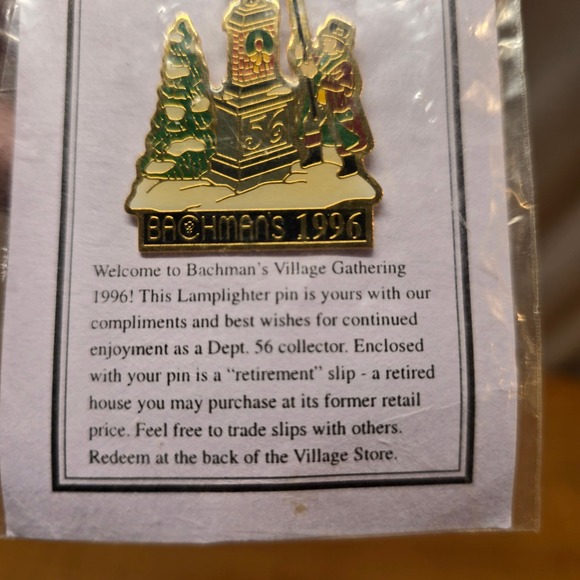 56
BACHMAN'S 1996
Welcome to Bachman's Village Gathering
1996! This Lamplighter pin is yours with our
compliments and best wishes for continued
enjoyment as a Dept. 56 collector. Enclosed
with your pin is a “retirement” slip - a retired
house you may purchase at its former retail
price. Feel free to trade slips with others.
Redeem at the back of the Village Store.